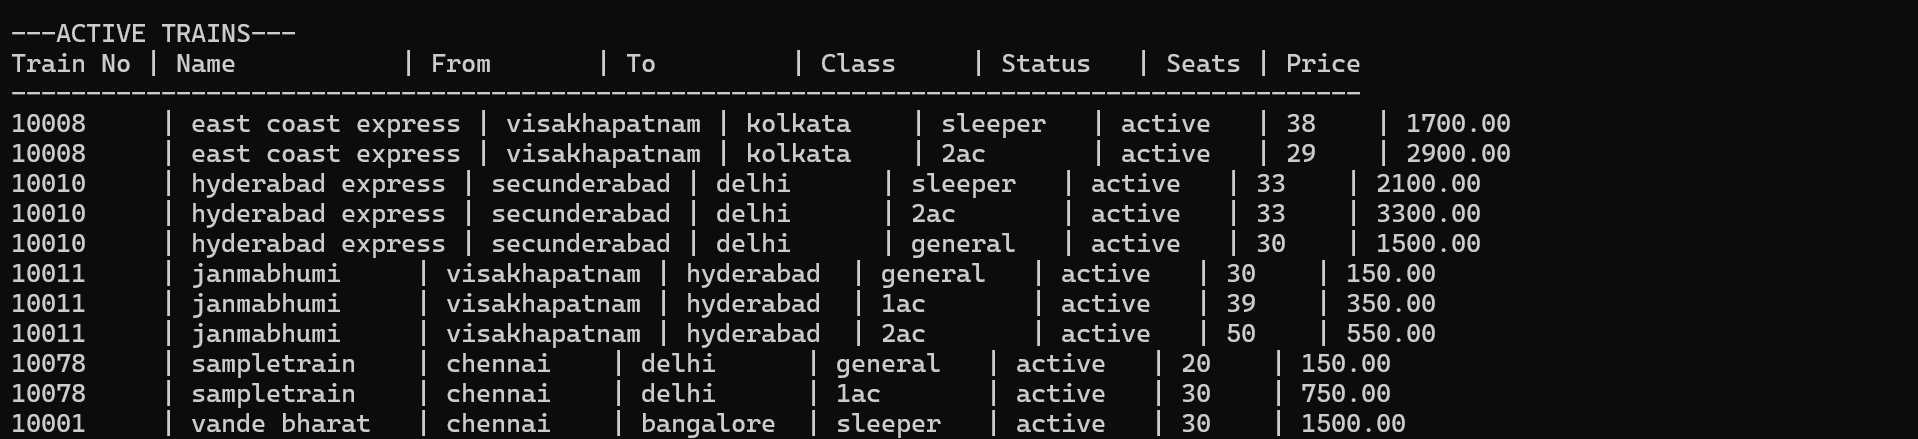 ---ACTIVE TRAINS---
Train No | Name           | From       | To         | Class     | Status   | Seats | Price
------------------------------------------------------------------------------------------
10008     | east coast express | visakhapatnam | kolkata    | sleeper   | active   | 38    | 1700.00
10008     | east coast express | visakhapatnam | kolkata    | 2ac       | active   | 29    | 2900.00
10010     | hyderabad express | secunderabad | delhi      | sleeper   | active   | 33    | 2100.00
10010     | hyderabad express | secunderabad | delhi      | 2ac       | active   | 33    | 3300.00
10010     | hyderabad express | secunderabad | delhi      | general   | active   | 30    | 1500.00
10011     | janmabhumi     | visakhapatnam | hyderabad  | general   | active   | 30    | 150.00
10011     | janmabhumi     | visakhapatnam | hyderabad  | 1ac       | active   | 39    | 350.00
10011     | janmabhumi     | visakhapatnam | hyderabad  | 2ac       | active   | 50    | 550.00
10078     | sampletrain    | chennai    | delhi      | general   | active   | 20    | 150.00
10078     | sampletrain    | chennai    | delhi      | 1ac       | active   | 30    | 750.00
10001     | vande bharat   | chennai    | bangalore  | sleeper   | active   | 30    | 1500.00